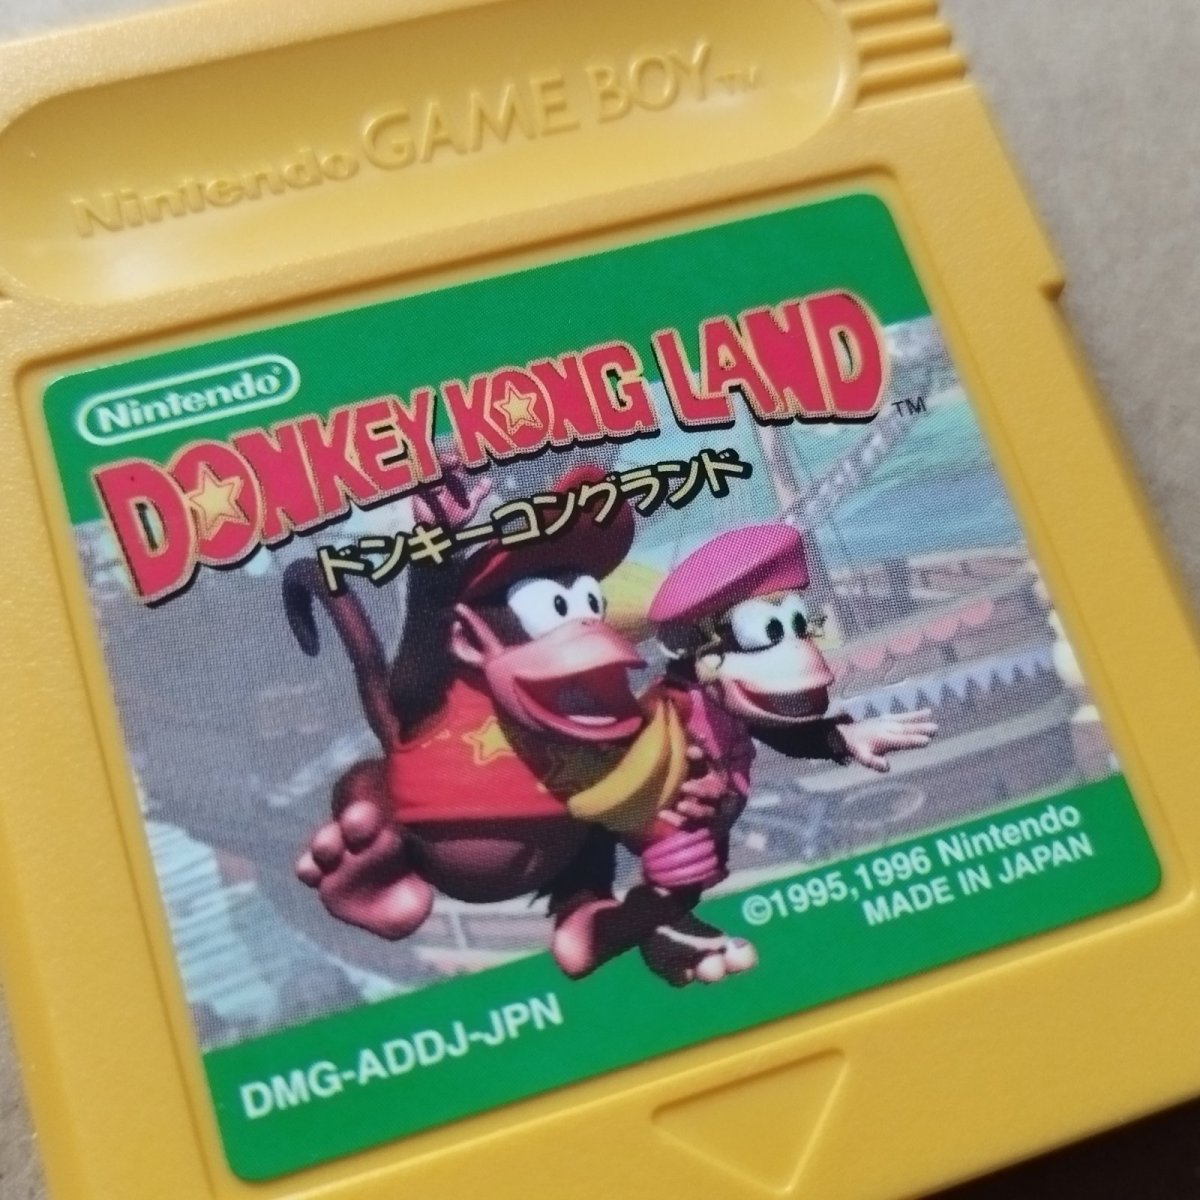 Nintendo GAME BOY™
Nintendo®
DONKEY KONG LAND™
ドンキーコングランド
©1995,1996 Nintendo
MADE IN JAPAN
DMG-ADDJ-JPN